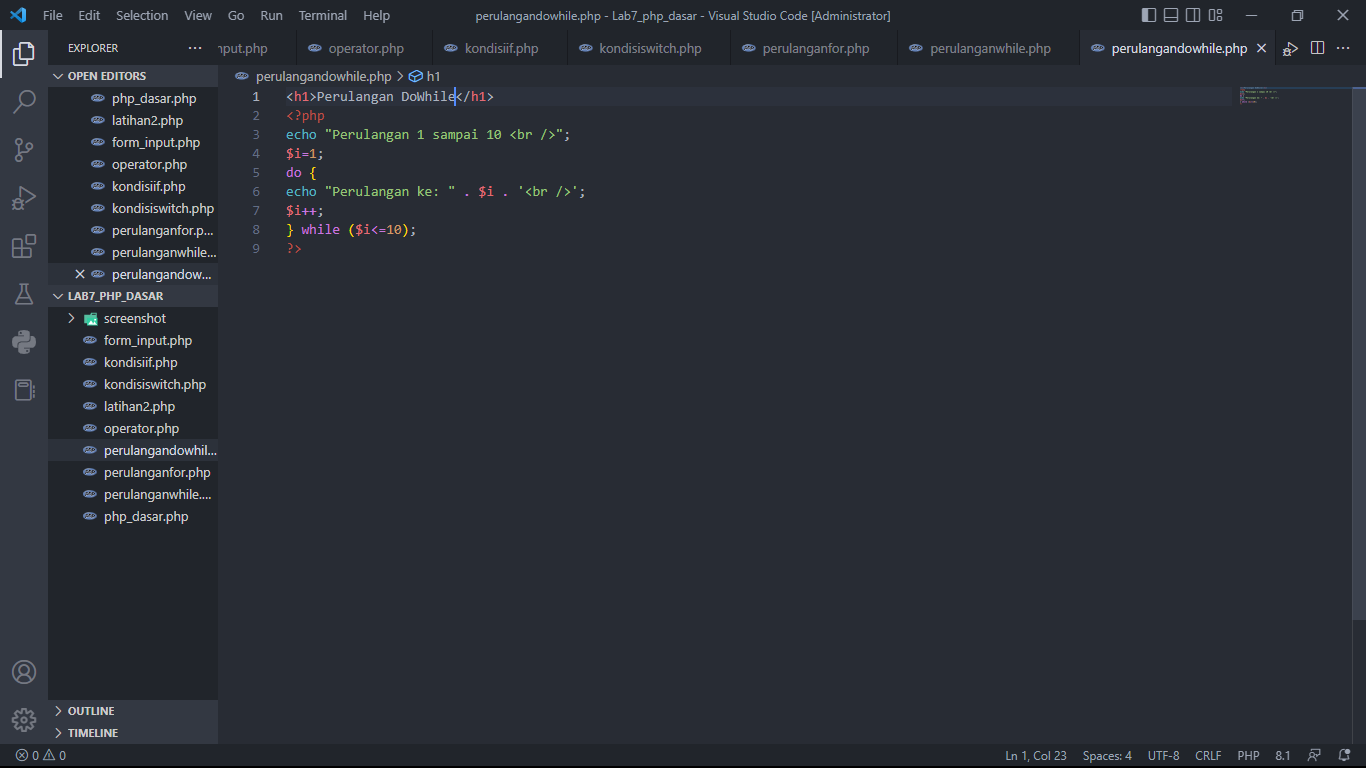 File Edit Selection View Go Run Terminal Help perulangandowhile.php - Lab7_php_dasar - Visual Studio Code [Administrator]
EXPLORER
nput.php operator.php kondisiif.php kondisiswitch.php perulanganfor.php perulanganwhile.php perulangandowhile.php
OPEN EDITORS
php_dasar.php
latihan2.php
form_input.php
operator.php
kondisiif.php
kondisiswitch.php
perulanganfor.p...
perulanganwhile...
perulangandow...
LAB7_PHP_DASAR
screenshot
form_input.php
kondisiif.php
kondisiswitch.php
latihan2.php
operator.php
perulangandowhil...
perulanganfor.php
perulanganwhile....
php_dasar.php
OUTLINE
TIMELINE
perulangandowhile.php > h1
1 <h1>Perulangan DoWhile</h1>
2 <?php
3 echo "Perulangan 1 sampai 10 <br />";
4 $i=1;
5 do {
6 echo "Perulangan ke: " . $i . '<br />';
7 $i++;
8 } while ($i<=10);
9 ?>
0 0 Ln 1, Col 23 Spaces: 4 UTF-8 CRLF PHP 8.1